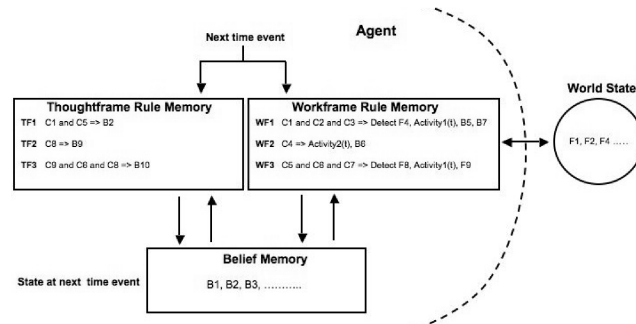 Next time event
Agent
World State
Thoughtframe Rule Memory
TF1 C1 and C5 => B2
TF2 C8 => B9
TF3 C9 and C6 and C8 => B10
Workframe Rule Memory
WF1 C1 and C2 and C3 => Detect F4, Activity1(t), B5, B7
WF2 C4 => Activity2(t), B6
WF3 C5 and C6 and C7 => Detect F8, Activity1(t), F9
F1, F2, F4 .....
Belief Memory
State at next time event
B1, B2, B3, ...........